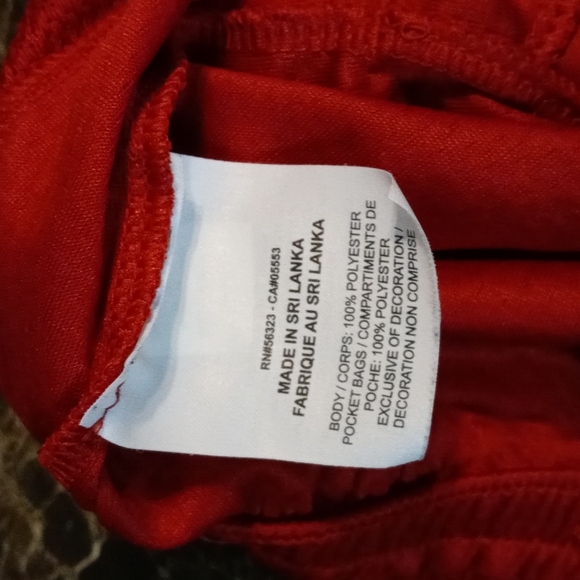 RN#56323 - CA#05553
MADE IN SRI LANKA
FABRIQUE AU SRI LANKA
BODY / CORPS: 100% POLYESTER
POCKET BAGS / COMPARTIMENTS DE
POCHE: 100% POLYESTER
EXCLUSIVE OF DECORATION /
DECORATION NON COMPRISE